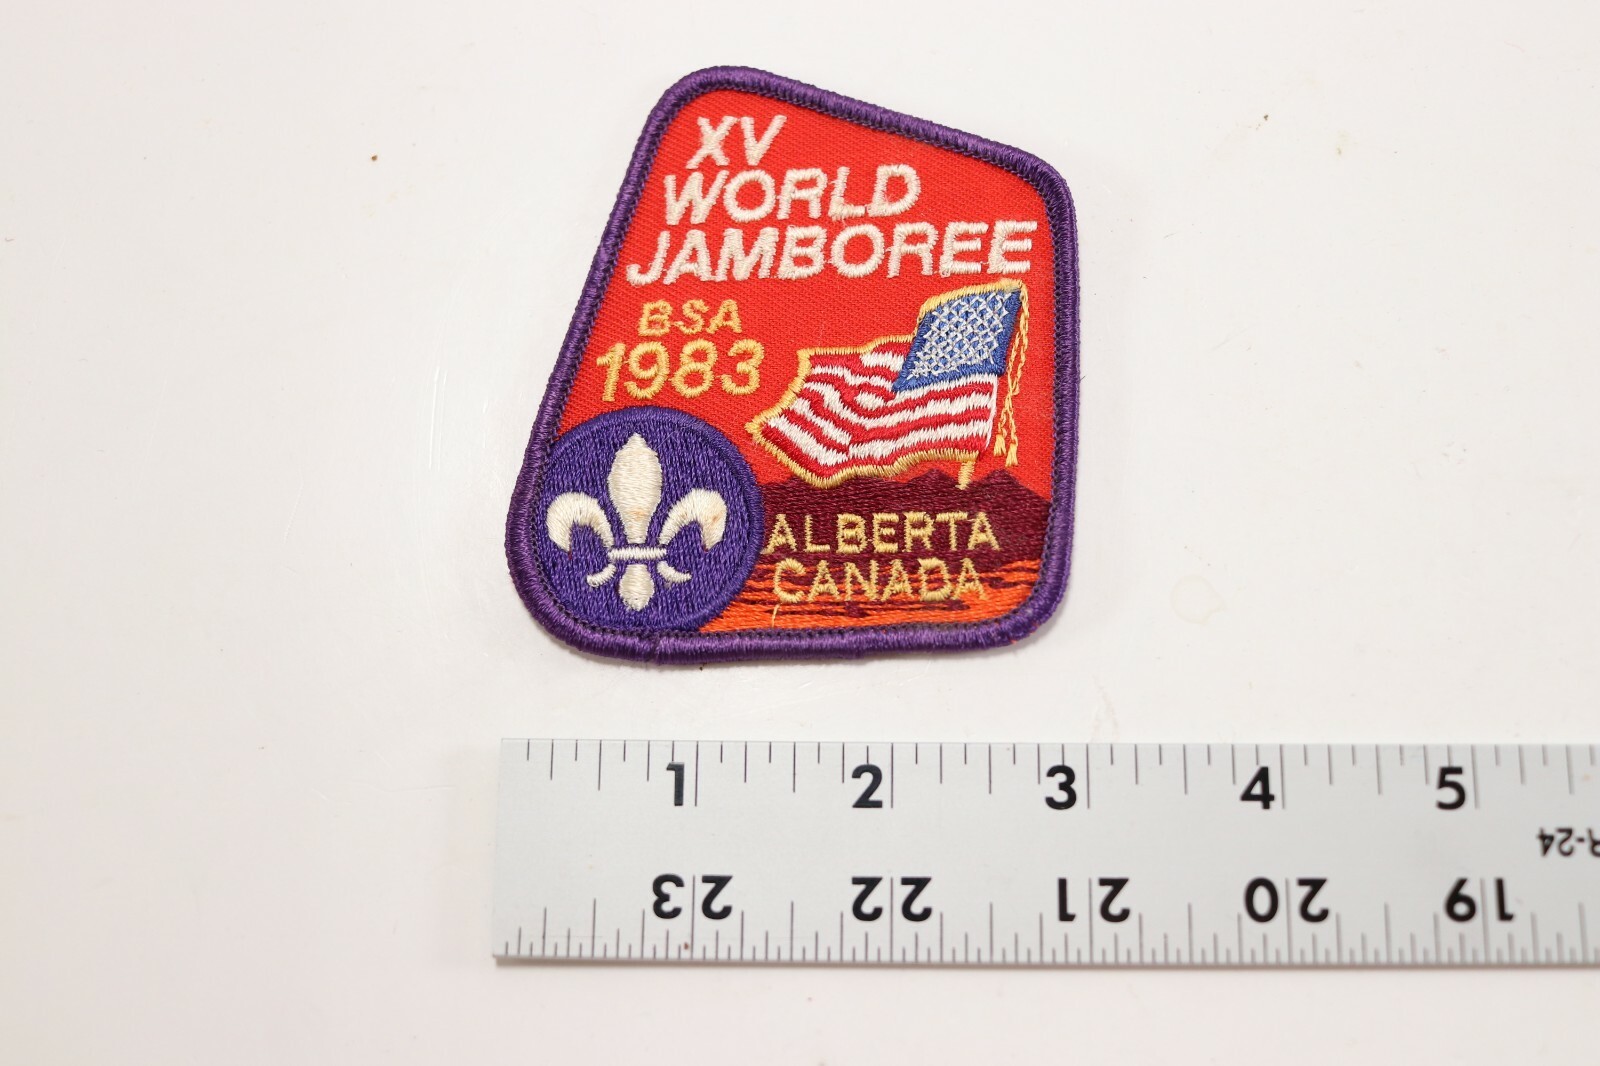 XV
WORLD
JAMBOREE
BSA
1983
ALBERTA
CANADA
1 2 3 4 5
R-24
23 22 21 20 19